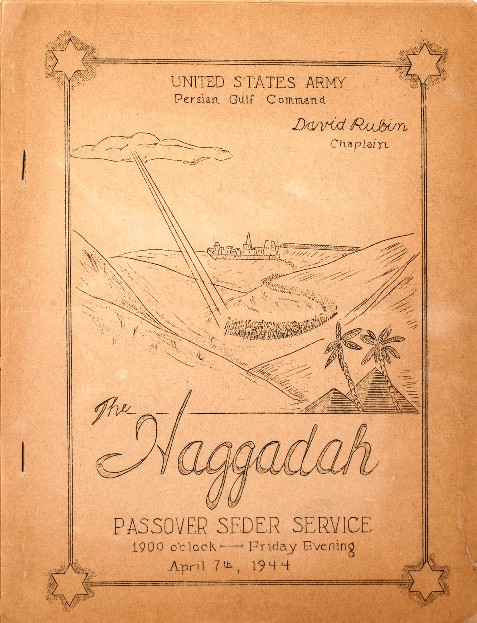 UNITED STATES ARMY
Persian Gulf Command
David Rubin
Chaplain
The
Haggadah
PASSOVER SEDER SERVICE
1900 o'clock — Friday Evening
April 7th, 1944